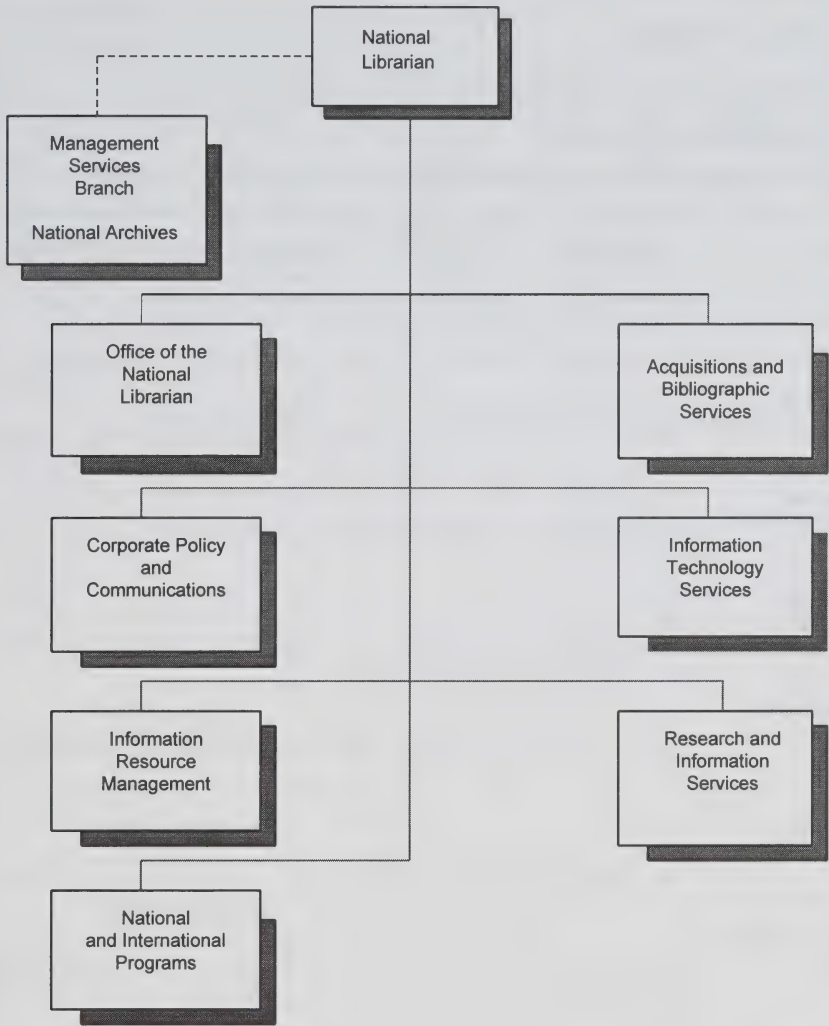 National
Librarian
Management
Services
Branch
National Archives
Office of the
National
Librarian
Acquisitions and
Bibliographic
Services
Corporate Policy
and
Communications
Information
Technology
Services
Information
Resource
Management
Research and
Information
Services
National
and International
Programs